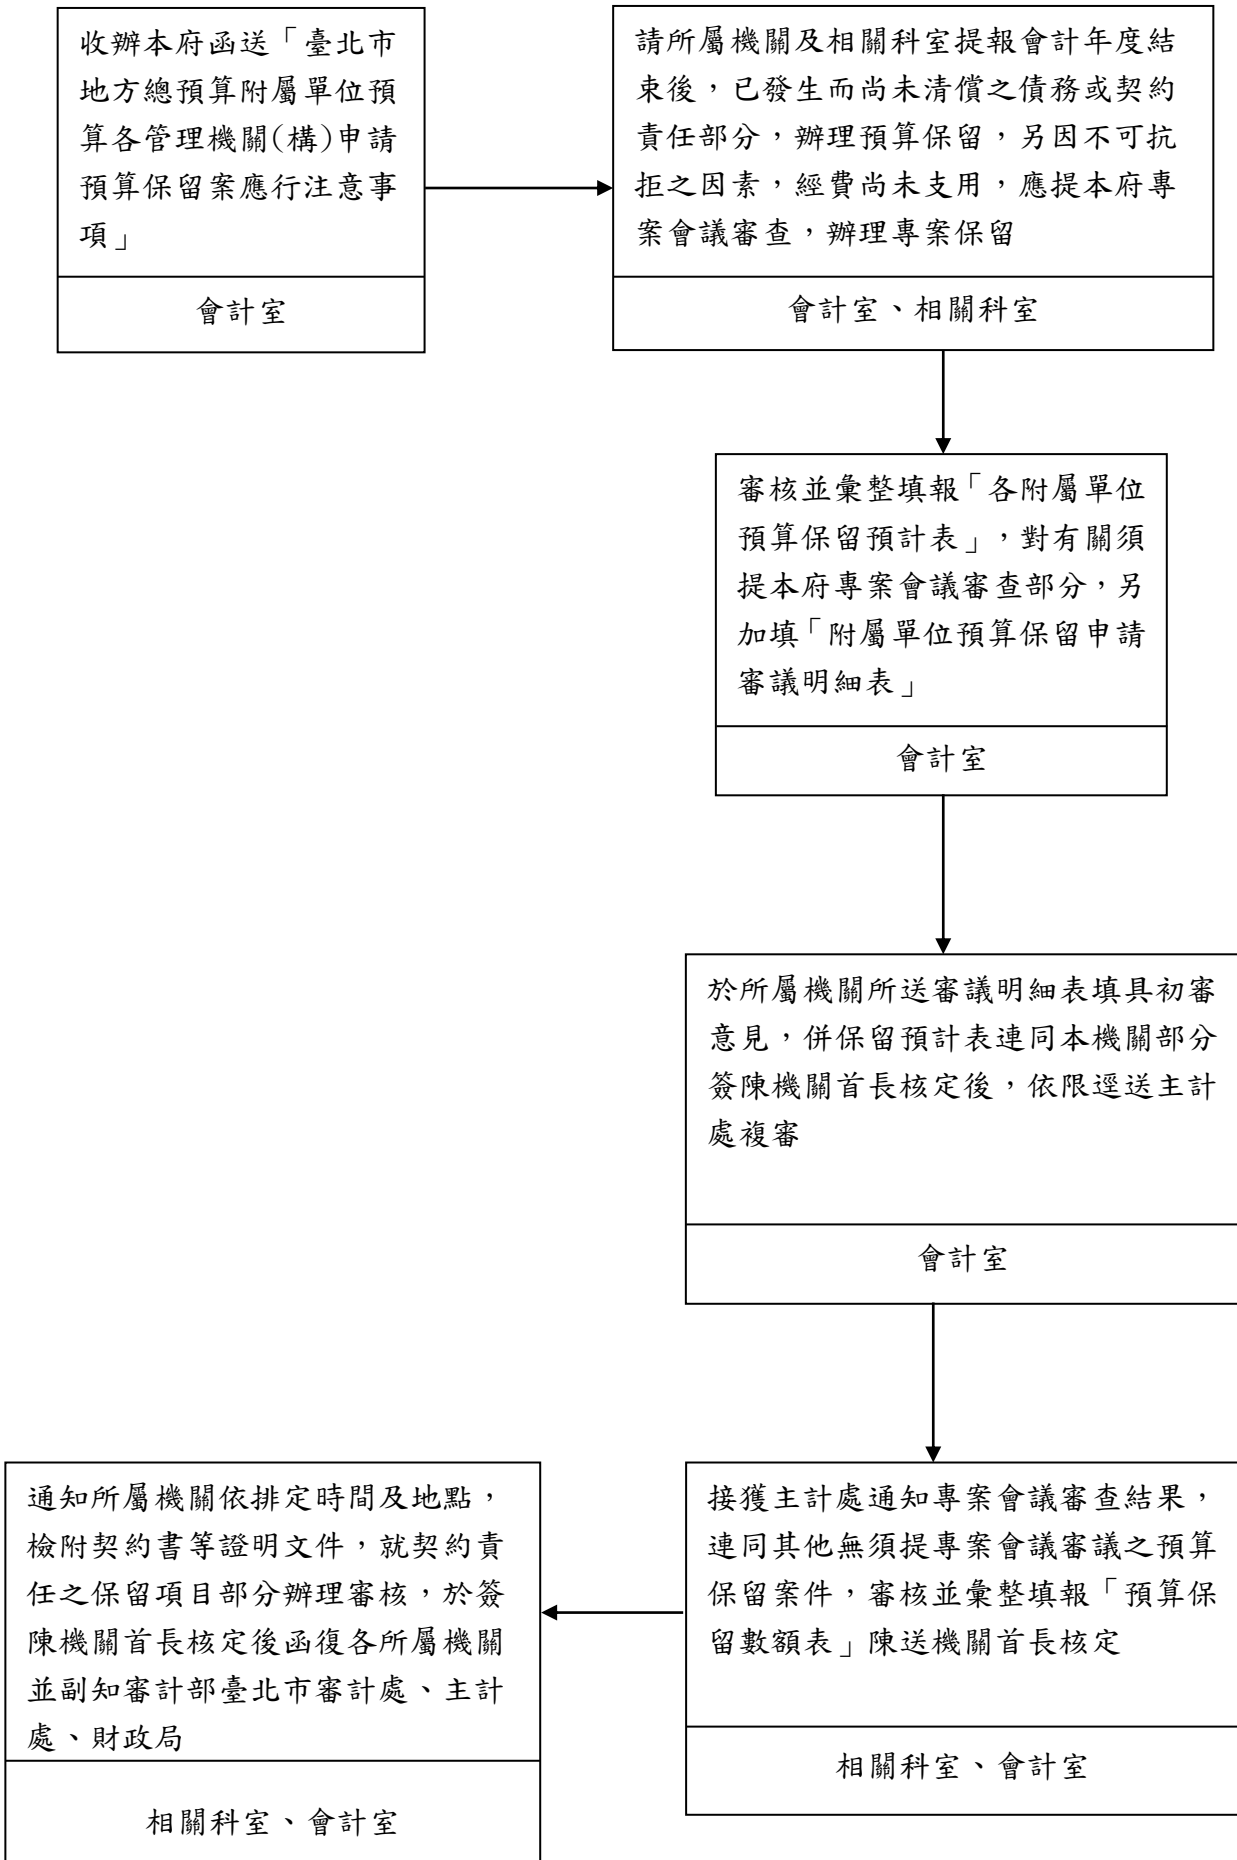 收辦本府函送「臺北市
地方總預算附屬單位預
算各管理機關(構)申請
預算保留案應行注意事
項」
會計室
請所屬機關及相關科室提報會計年度結
束後，已發生而尚未清償之債務或契約
責任部分，辦理預算保留，另因不可抗
拒之因素，經費尚未支用，應提本府專
案會議審查，辦理專案保留
會計室、相關科室
審核並彙整填報「各附屬單位
預算保留預計表」，對有關須
提本府專案會議審查部分，另
加填「附屬單位預算保留申請
審議明細表」
會計室
於所屬機關所送審議明細表填具初審
意見，併保留預計表連同本機關部分
簽陳機關首長核定後，依限逕送主計
處複審
會計室
接獲主計處通知專案會議審查結果，
連同其他無須提專案會議審議之預算
保留案件，審核並彙整填報「預算保
留數額表」陳送機關首長核定
相關科室、會計室
通知所屬機關依排定時間及地點，
檢附契約書等證明文件，就契約責
任之保留項目部分辦理審核，於簽
陳機關首長核定後函復各所屬機關
並副知審計部臺北市審計處、主計
處、財政局
相關科室、會計室